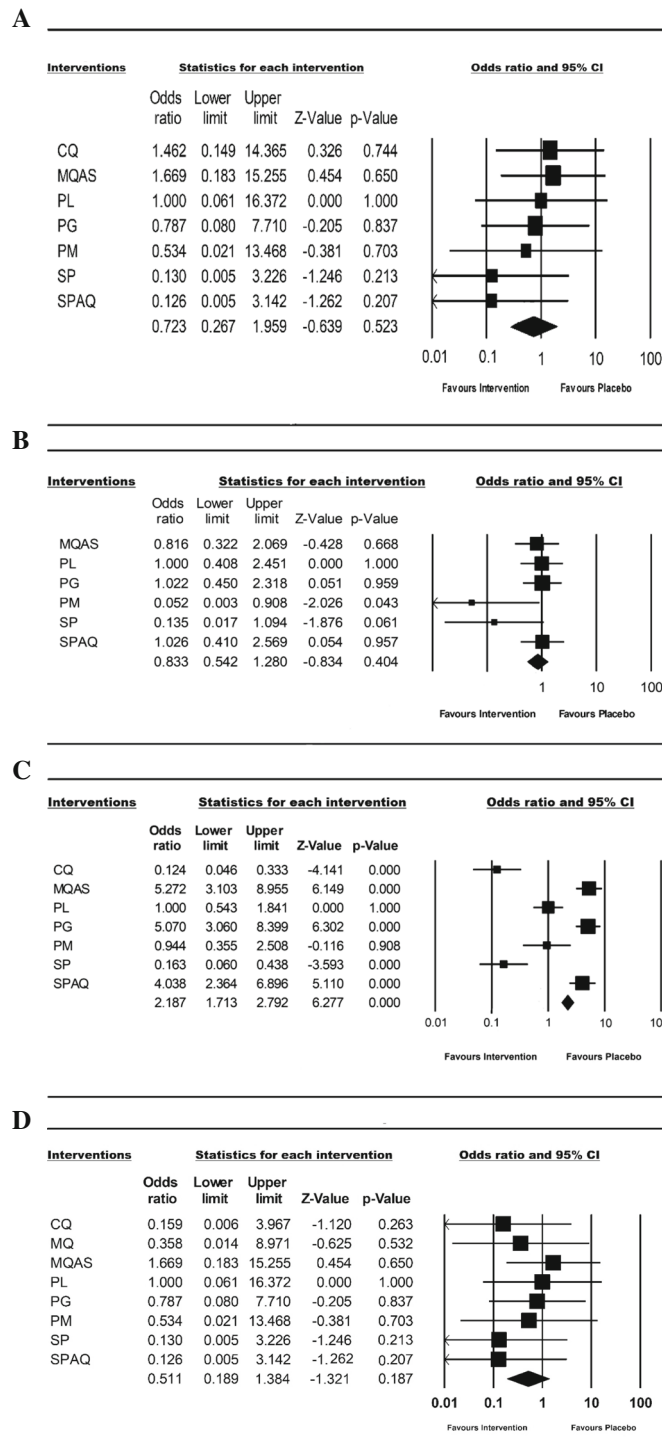 A
Interventions Statistics for each intervention Odds ratio and 95% CI
Odds Lower Upper
ratio limit limit Z-Value p-Value
CQ 1.462 0.149 14.365 0.326 0.744
MQAS 1.669 0.183 15.255 0.454 0.650
PL 1.000 0.061 16.372 0.000 1.000
PG 0.787 0.080 7.710 -0.205 0.837
PM 0.534 0.021 13.468 -0.381 0.703
SP 0.130 0.005 3.226 -1.246 0.213
SPAQ 0.126 0.005 3.142 -1.262 0.207
0.723 0.267 1.959 -0.639 0.523
0.01 0.1 1 10 100
Favours Intervention Favours Placebo
B
Interventions Statistics for each intervention Odds ratio and 95% CI
Odds Lower Upper
ratio limit limit Z-Value p-Value
MQAS 0.816 0.322 2.069 -0.428 0.668
PL 1.000 0.408 2.451 0.000 1.000
PG 1.022 0.450 2.318 0.051 0.959
PM 0.052 0.003 0.908 -2.026 0.043
SP 0.135 0.017 1.094 -1.876 0.061
SPAQ 1.026 0.410 2.569 0.054 0.957
0.833 0.542 1.280 -0.834 0.404
1 10 100
Favours Intervention Favours Placebo
C
Interventions Statistics for each intervention Odds ratio and 95% CI
Odds Lower Upper
ratio limit limit Z-Value p-Value
CQ 0.124 0.046 0.333 -4.141 0.000
MQAS 5.272 3.103 8.955 6.149 0.000
PL 1.000 0.543 1.841 0.000 1.000
PG 5.070 3.060 8.399 6.302 0.000
PM 0.944 0.355 2.508 -0.116 0.908
SP 0.163 0.060 0.438 -3.593 0.000
SPAQ 4.038 2.364 6.896 5.110 0.000
2.187 1.713 2.792 6.277 0.000
0.01 0.1 1 10 10
Favours Intervention Favours Placebo
D
Interventions Statistics for each intervention Odds ratio and 95% CI
Odds Lower Upper
ratio limit limit Z-Value p-Value
CQ 0.159 0.006 3.967 -1.120 0.263
MQ 0.358 0.014 8.971 -0.625 0.532
MQAS 1.669 0.183 15.255 0.454 0.650
PL 1.000 0.061 16.372 0.000 1.000
PG 0.787 0.080 7.710 -0.205 0.837
PM 0.534 0.021 13.468 -0.381 0.703
SP 0.130 0.005 3.226 -1.246 0.213
SPAQ 0.126 0.005 3.142 -1.262 0.207
0.511 0.189 1.384 -1.321 0.187
0.01 0.1 1 10 100
Favours Intervention Favours Placebo